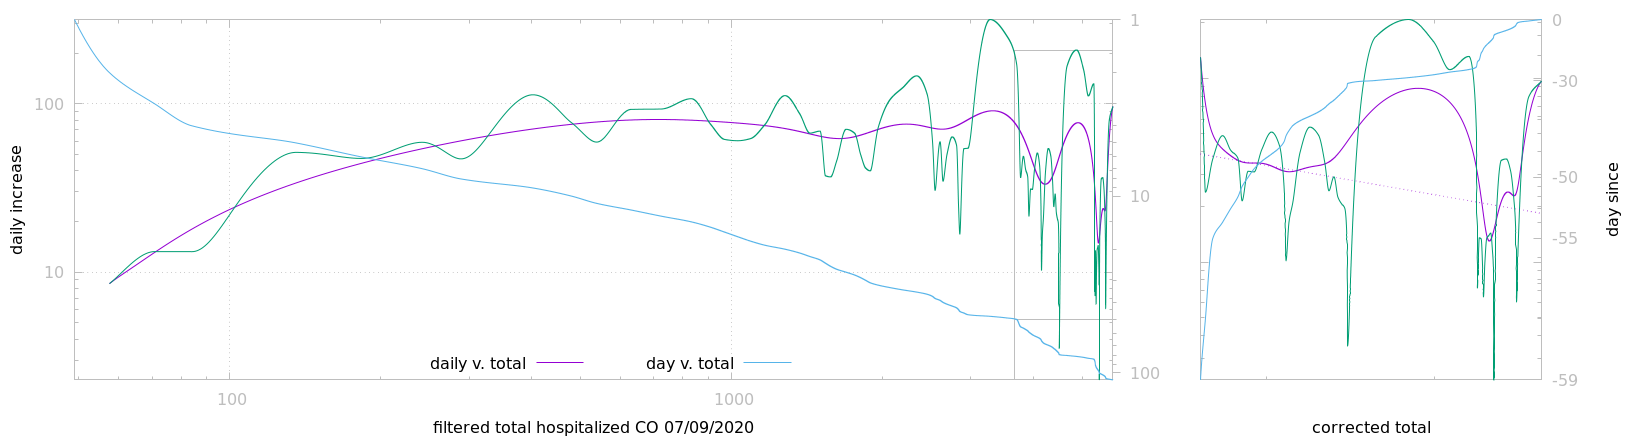 1
0
100
-30
daily increase
-50
day since
10
-55
10
daily v. total
day v. total
100
-59
100
1000
filtered total hospitalized CO 07/09/2020
corrected total